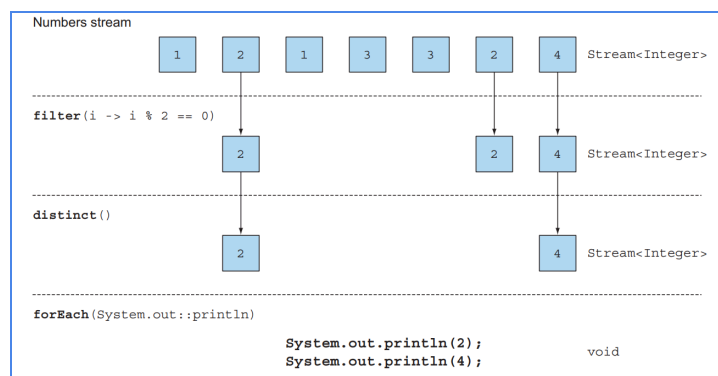 Numbers stream
1 2 1 3 3 2 4 Stream<Integer>
filter(i -> i % 2 == 0)
2 2 4 Stream<Integer>
distinct()
2 4 Stream<Integer>
forEach(System.out::println)
System.out.println(2);
System.out.println(4);
void